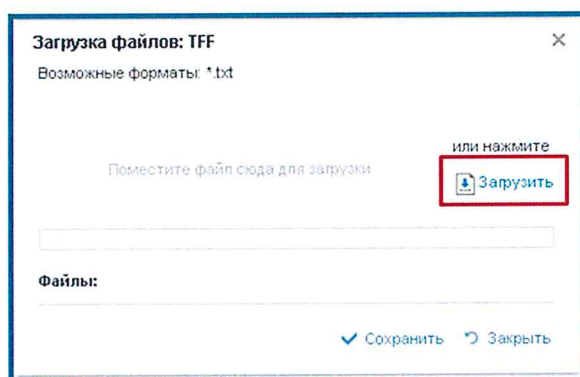 Загрузка файлов: TFF
Возможные форматы: *.txt
или нажмите
Поместите файл сюда для загрузки
Загрузить
Файлы:
Сохранить Закрыть